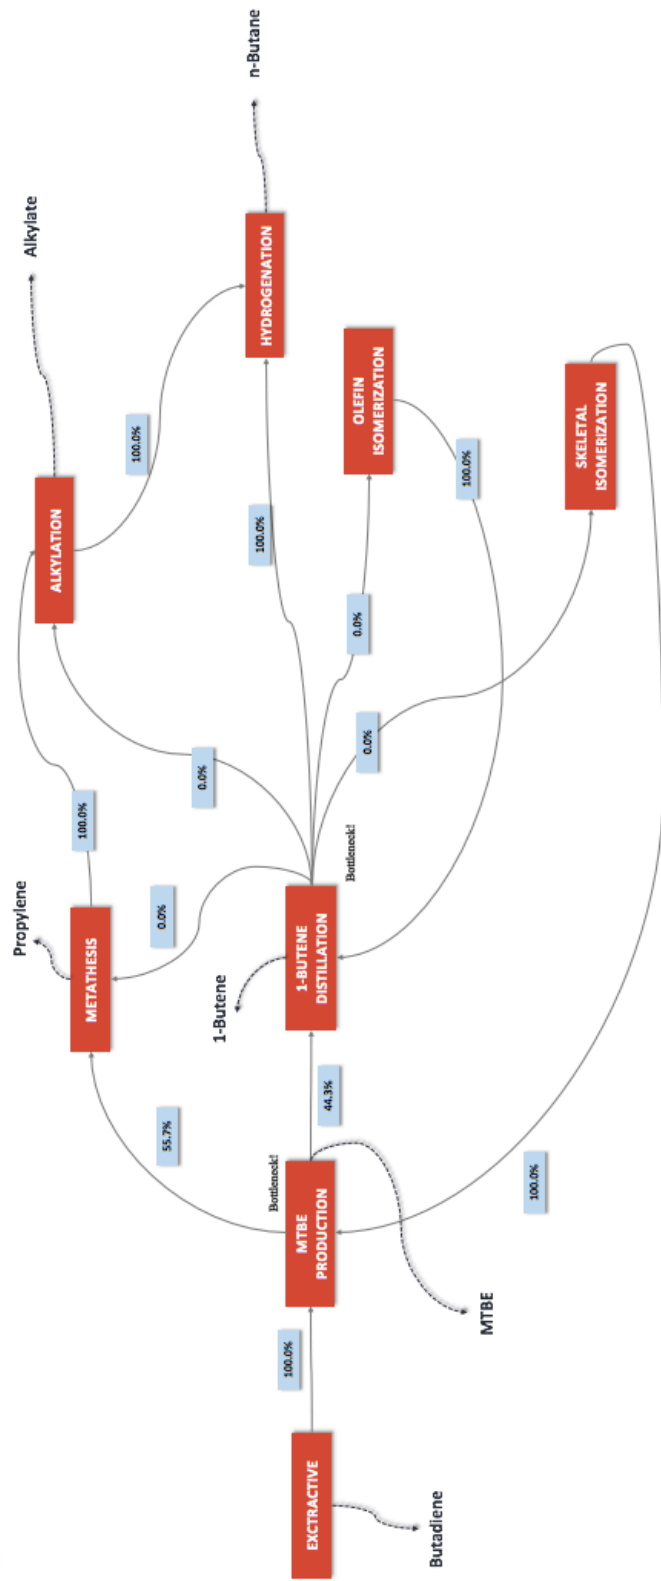 Alkylate
n-Butane
Propylene
ALKYLATION
100.0%
HYDROGENATION
METATHESIS
100.0%
0.0%
100.0%
OLEFIN
ISOMERIZATION
55.7%
0.0%
0.0%
100.0%
1-Butene
1-BUTENE
DISTILLATION
Bottleneck!
0.0%
SKELETAL
ISOMERIZATION
Bottleneck!
MTBE
PRODUCTION
44.3%
100.0%
EXCTRACTIVE
100.0%
MTBE
Butadiene